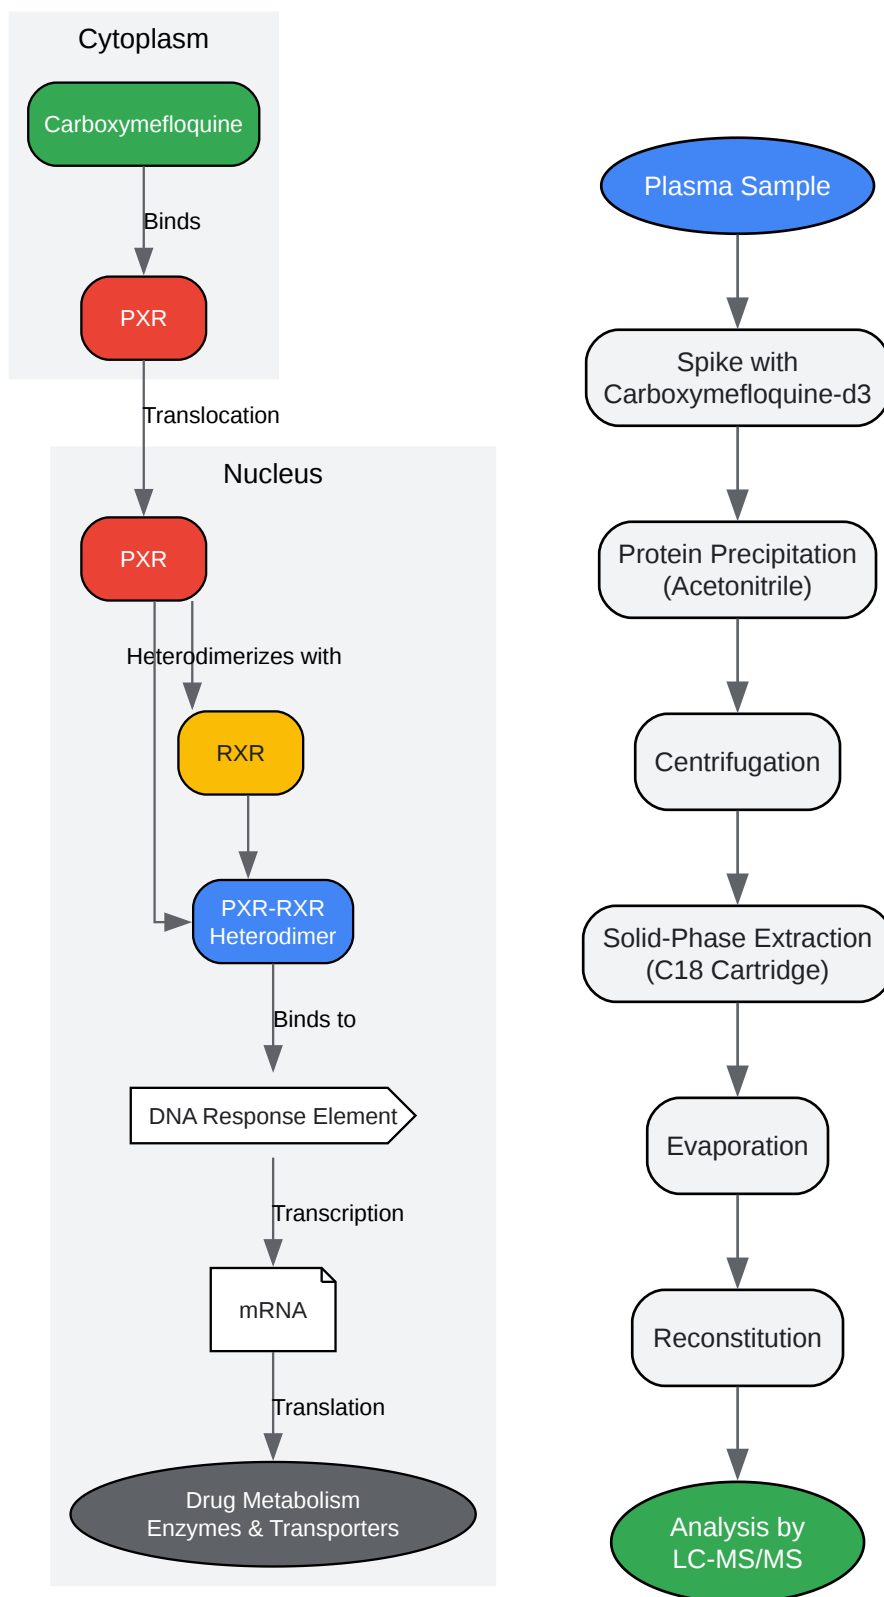 Cytoplasm
Carboxymefloquine
Binds
PXR
Translocation
Nucleus
PXR
Heterodimerizes with
RXR
PXR-RXR
Heterodimer
Binds to
DNA Response Element
Transcription
mRNA
Translation
Drug Metabolism
Enzymes & Transporters
Plasma Sample
Spike with
Carboxymefloquine-d3
Protein Precipitation
(Acetonitrile)
Centrifugation
Solid-Phase Extraction
(C18 Cartridge)
Evaporation
Reconstitution
Analysis by
LC-MS/MS